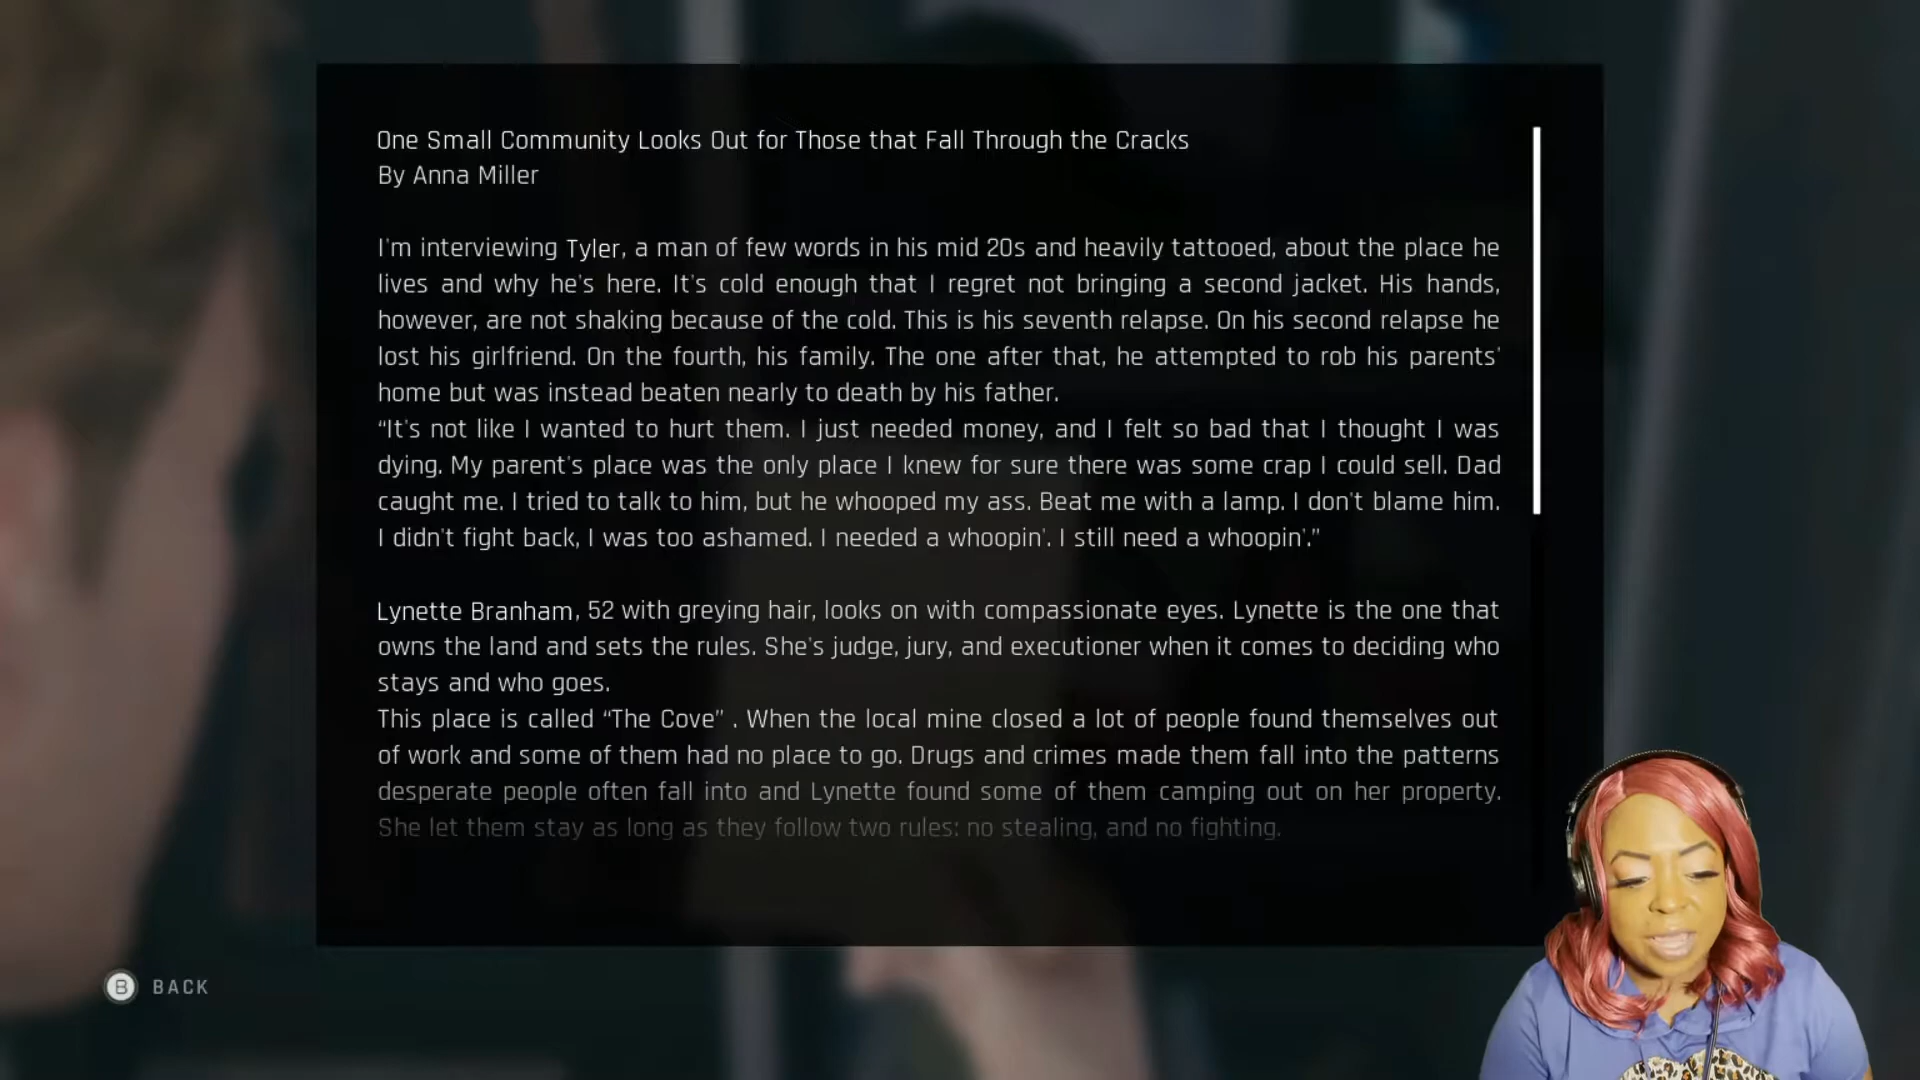 One Small Community Looks Out for Those that Fall Through the Cracks
By Anna Miller
I'm interviewing Tyler, a man of few words in his mid 20s and heavily tattooed, about the place he
lives and why he's here. It's cold enough that I regret not bringing a second jacket. His hands,
however, are not shaking because of the cold. This is his seventh relapse. On his second relapse he
lost his girlfriend. On the fourth, his family. The one after that, he attempted to rob his parents'
home but was instead beaten nearly to death by his father.
“It's not like I wanted to hurt them. I just needed money, and I felt so bad that I thought I was
dying. My parent's place was the only place I knew for sure there was some crap I could sell. Dad
caught me. I tried to talk to him, but he whooped my ass. Beat me with a lamp. I don't blame him.
I didn't fight back, I was too ashamed. I needed a whoopin'. I still need a whoopin'.”
Lynette Branham, 52 with greying hair, looks on with compassionate eyes. Lynette is the one that
owns the land and sets the rules. She's judge, jury, and executioner when it comes to deciding who
stays and who goes.
This place is called “The Cove” . When the local mine closed a lot of people found themselves out
of work and some of them had no place to go. Drugs and crimes made them fall into the patterns
desperate people often fall into and Lynette found some of them camping out on her property.
She let them stay as long as they follow two rules: no stealing, and no fighting.
B BACK